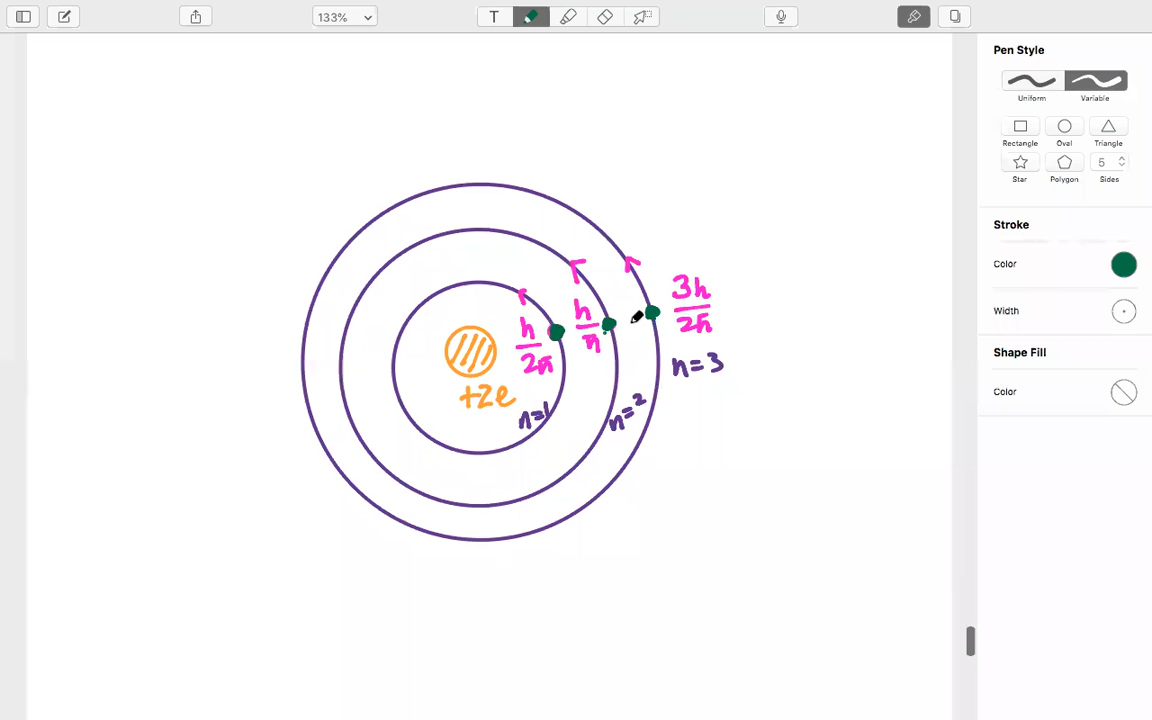 133%
T
Pen Style
Uniform
Variable
Rectangle
Oval
Triangle
5
Star
Polygon
Sides
Stroke
Color
Width
Shape Fill
Color
h
2π
h
π
3h
2π
n=3
+2e
n=1
n=2